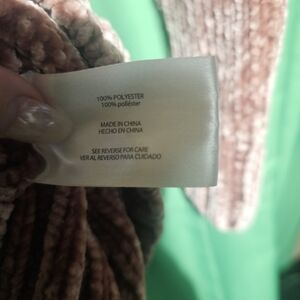 100% POLYESTER
100% poliéster
MADE IN CHINA
HECHO EN CHINA
SEE REVERSE FOR CARE
VER AL REVERSO PARA CUIDADO